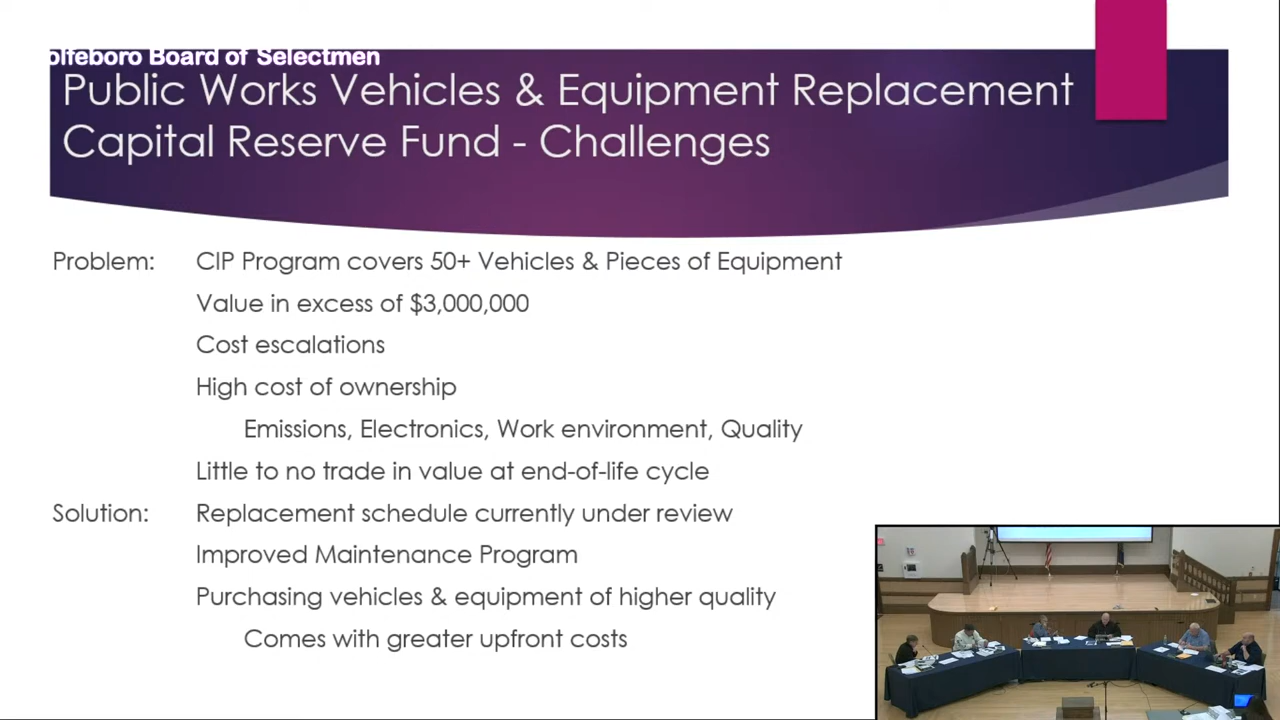 olfeboro Board of Selectmen
Public Works Vehicles & Equipment Replacement
Capital Reserve Fund - Challenges
Problem: CIP Program covers 50+ Vehicles & Pieces of Equipment
Value in excess of $3,000,000
Cost escalations
High cost of ownership
Emissions, Electronics, Work environment, Quality
Little to no trade in value at end-of-life cycle
Solution: Replacement schedule currently under review
Improved Maintenance Program
Purchasing vehicles & equipment of higher quality
Comes with greater upfront costs